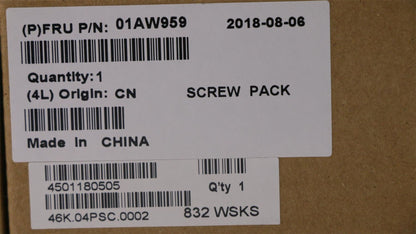 (P)FRU P/N: 01AW959 2018-08-06
Quantity:1
(4L) Origin: CN SCREW PACK
Made In CHINA
4501180505 Q'ty 1
46K.04PSC.0002 832 WSKS